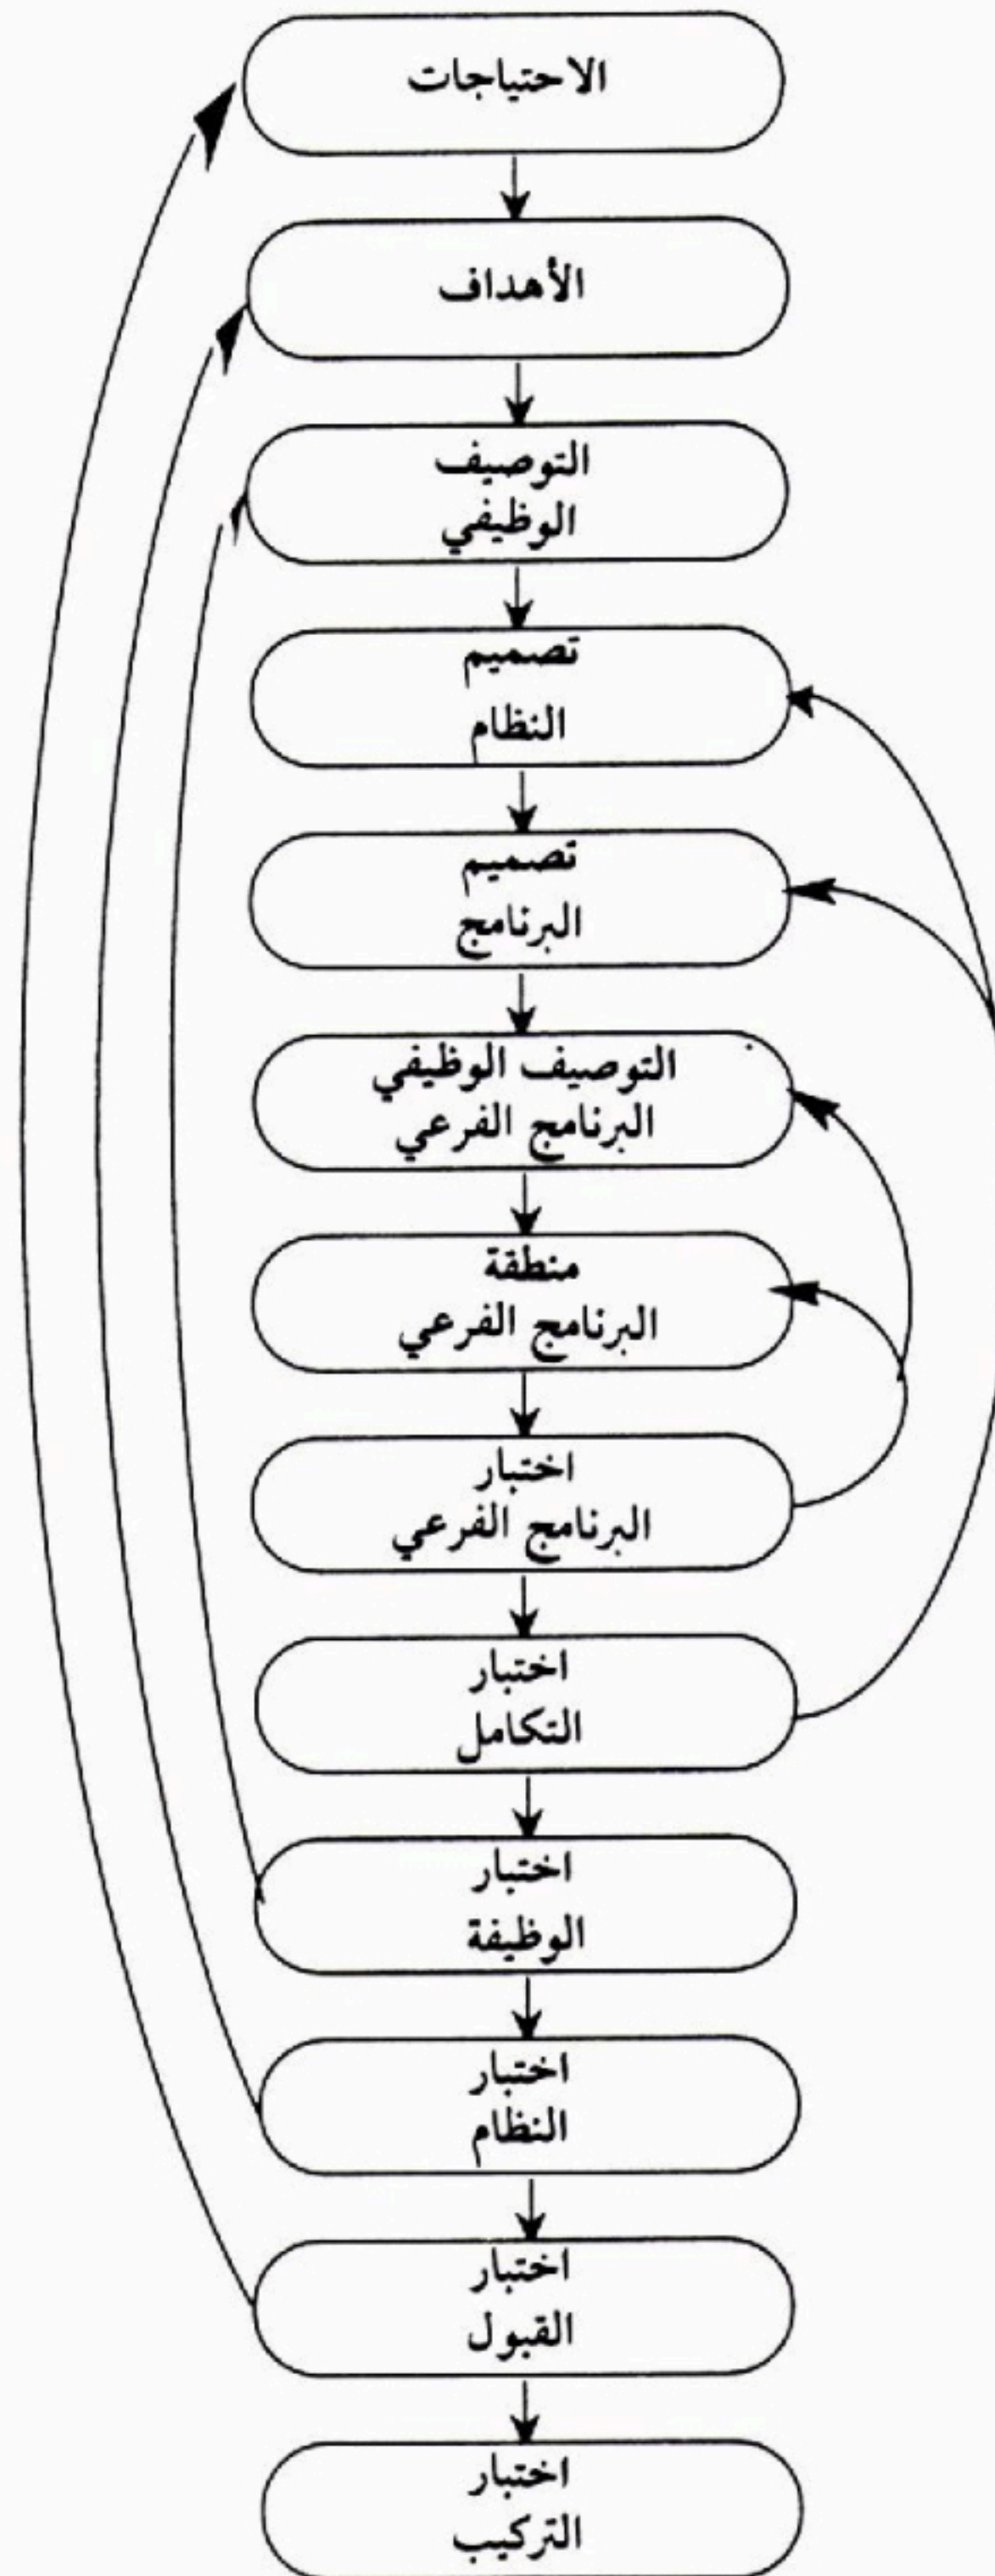 الاحتياجات
الأهداف
التوصيف
الوظيفي
تصميم
النظام
تصميم
البرنامج
التوصيف الوظيفي
البرنامج الفرعي
منطقة
البرنامج الفرعي
اختبار
البرنامج الفرعي
اختبار
التكامل
اختبار
الوظيفة
اختبار
النظام
اختبار
القبول
اختبار
التركيب